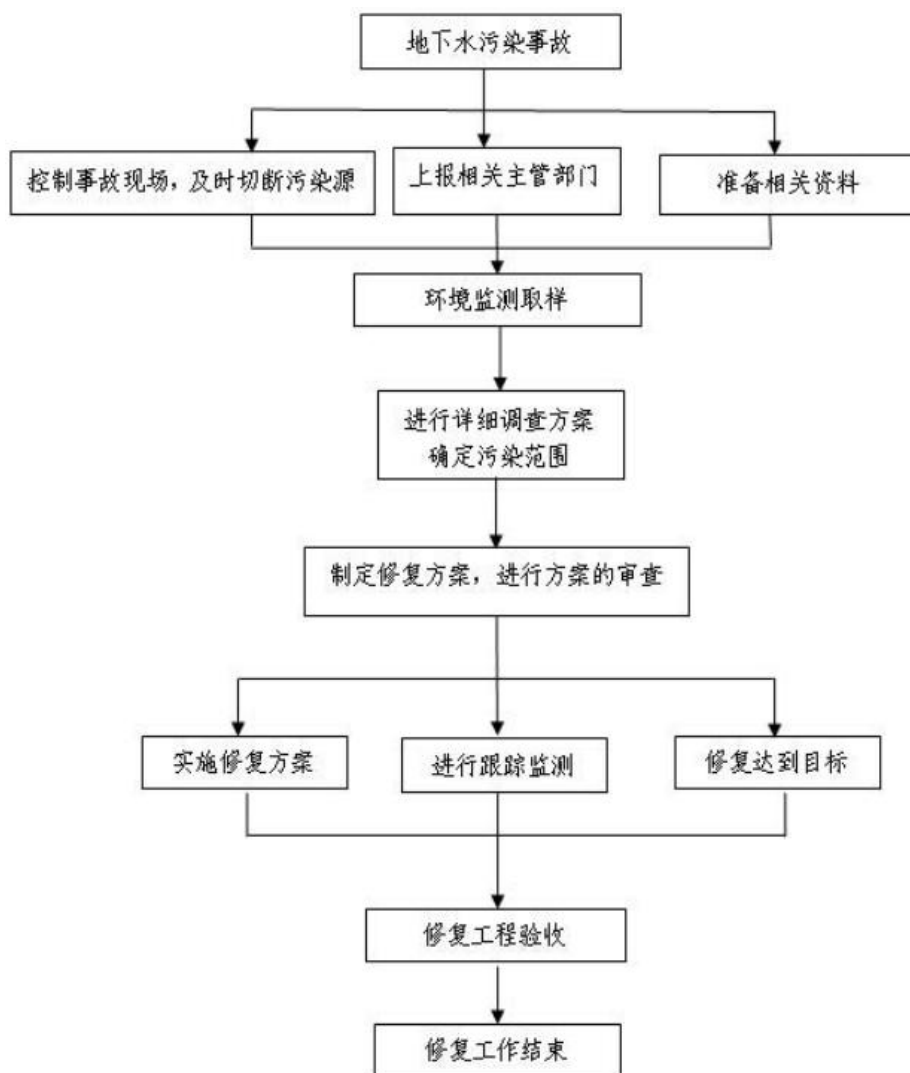 地下水污染事故
控制事故现场，及时切断污染源
上报相关主管部门
准备相关资料
环境监测取样
进行详细调查方案
确定污染范围
制定修复方案，进行方案的审查
实施修复方案
进行跟踪监测
修复达到目标
修复工程验收
修复工作结束